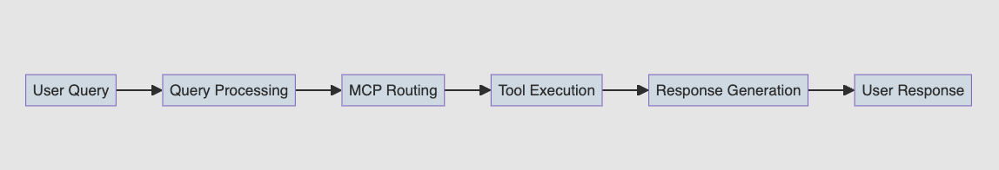 User Query
Query Processing
MCP Routing
Tool Execution
Response Generation
User Response